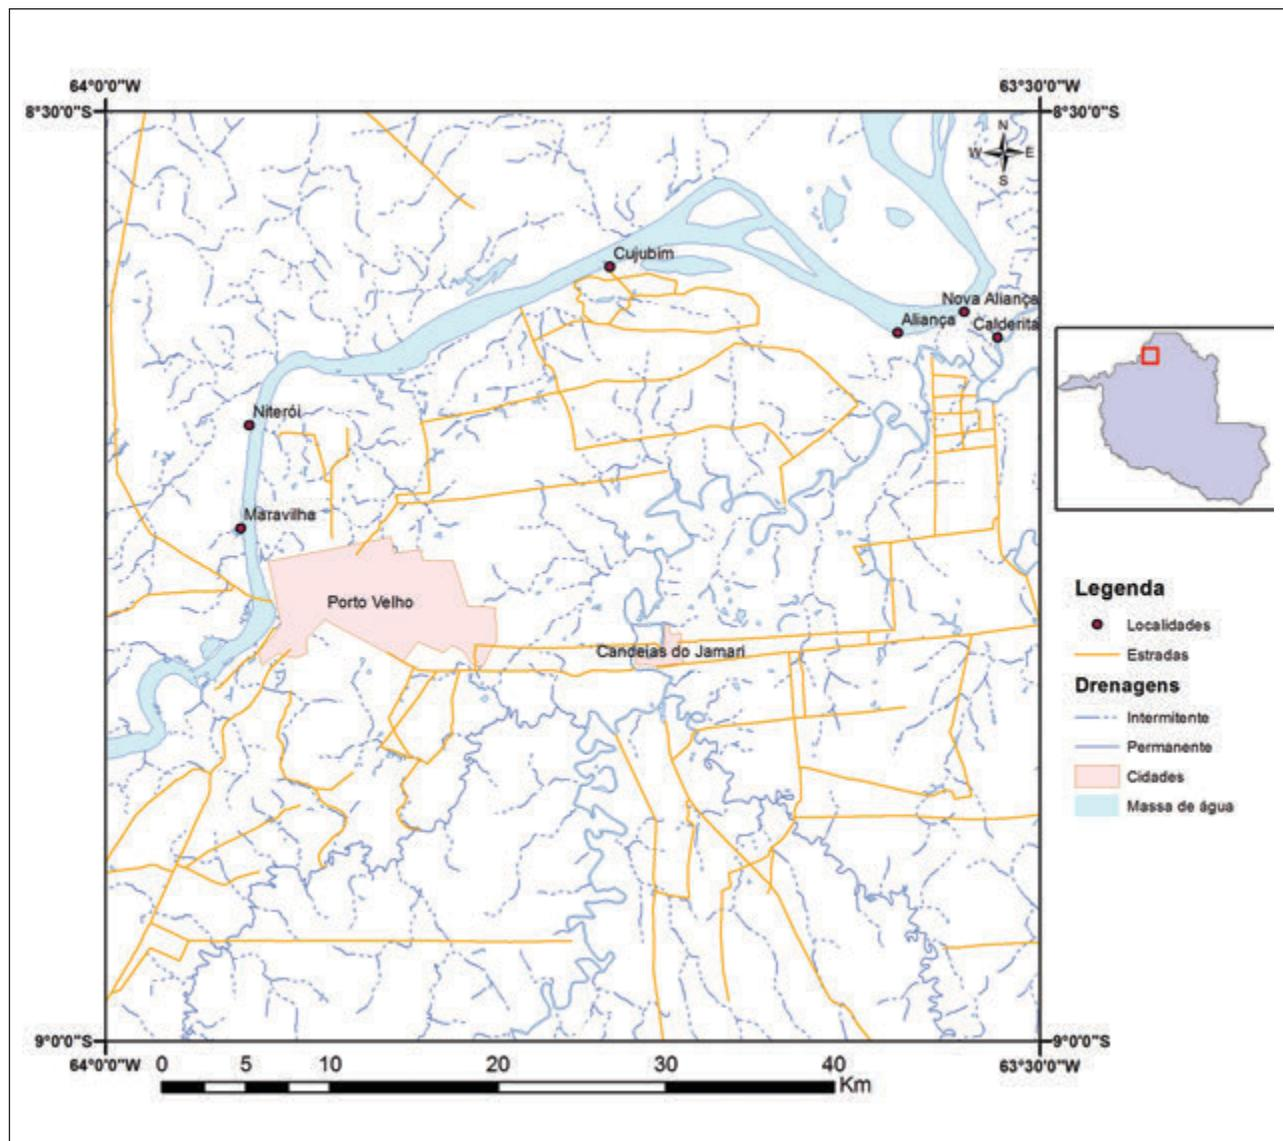 64°0'0"W
63°30'0"W
8°30'0"S
8°30'0"S
N
W
E
S
Cujubim
Nova Aliança
Aliança
Calderita
Niterói
Maravilha
Porto Velho
Candeias do Jamari
Legenda
Localidades
Estradas
Drenagens
Intermitente
Permanente
Cidades
Massa de água
9°0'0"S
9°0'0"S
64°0'0"W
63°30'0"W
0 5 10 20 30 40
Km